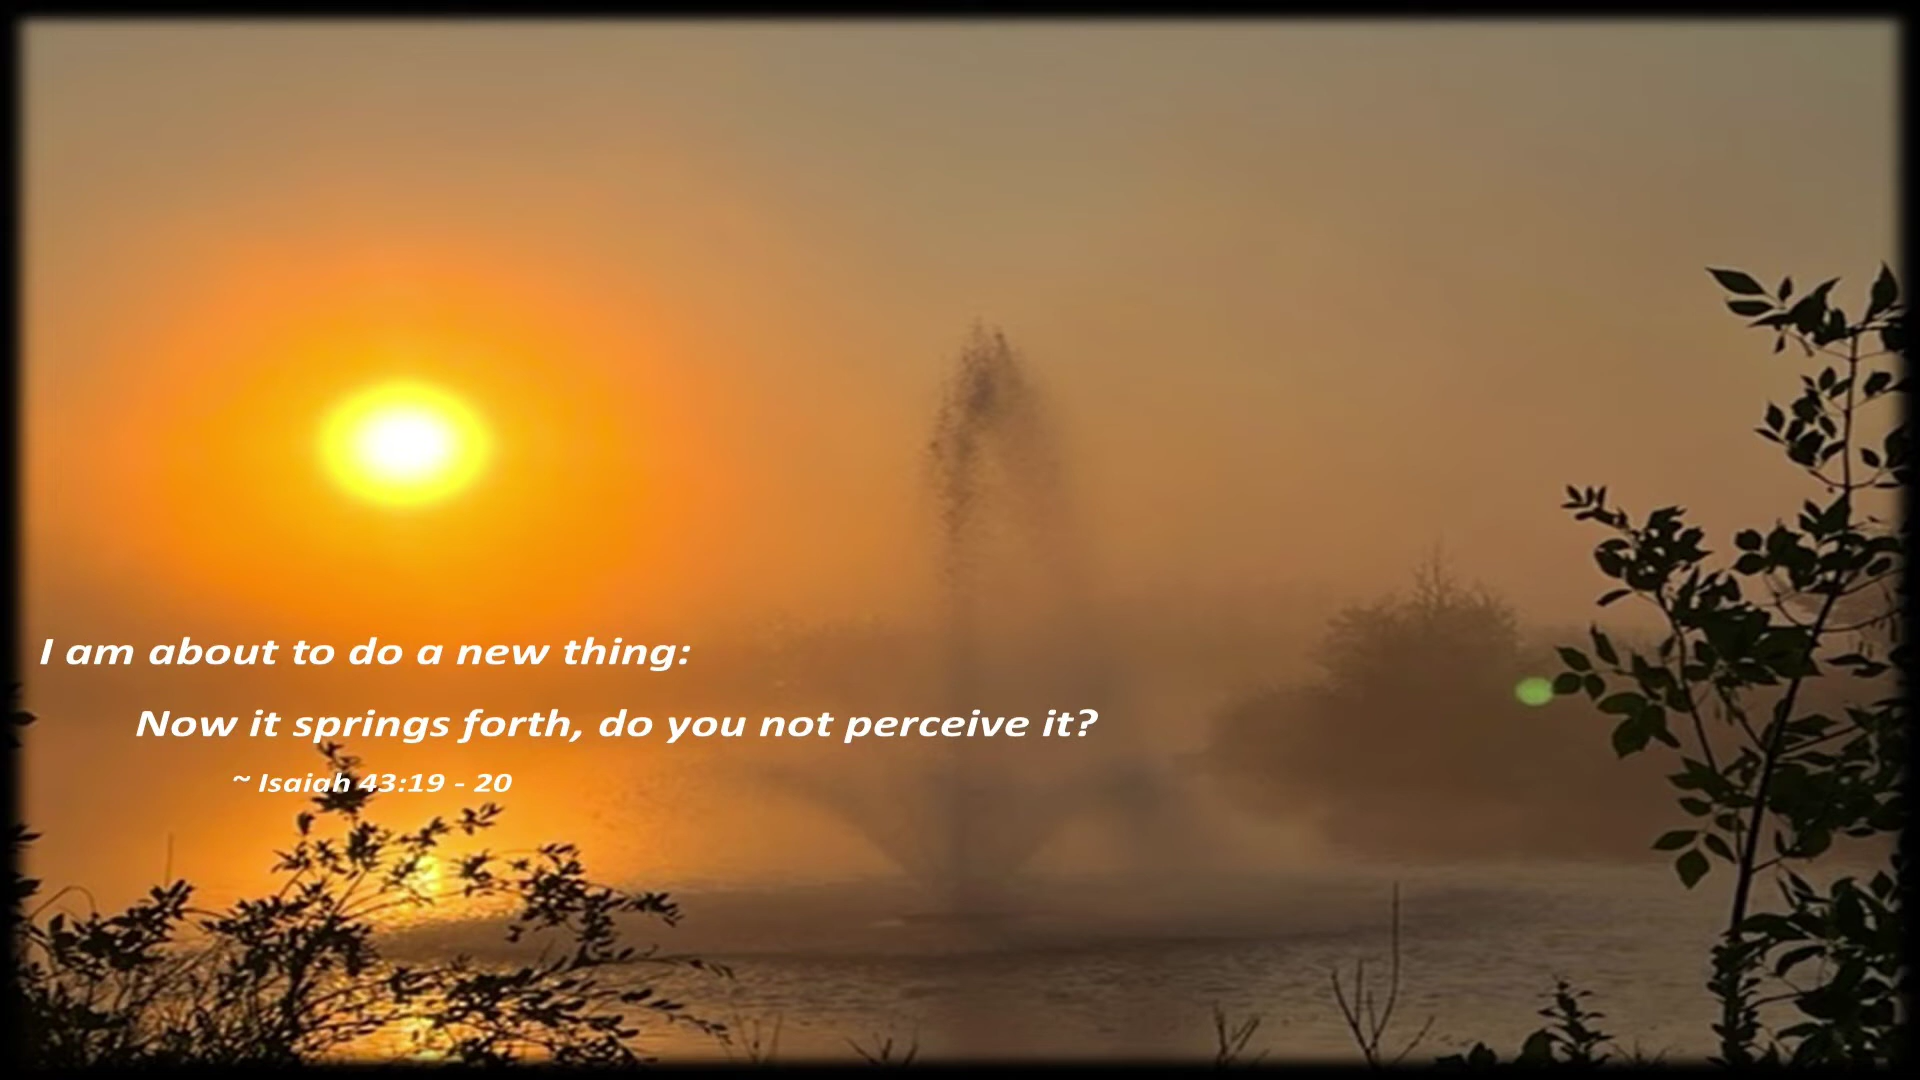 I am about to do a new thing:
Now it springs forth, do you not perceive it?
~ Isaiah 43:19 - 20